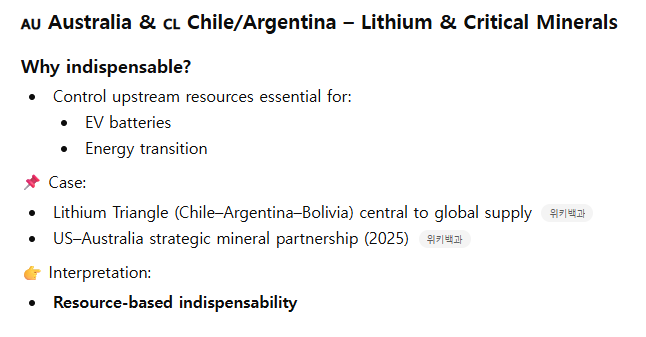 AU Australia & CL Chile/Argentina – Lithium & Critical Minerals
Why indispensable?
• Control upstream resources essential for:
• EV batteries
• Energy transition
📌 Case:
• Lithium Triangle (Chile–Argentina–Bolivia) central to global supply 위키백과
• US–Australia strategic mineral partnership (2025) 위키백과
👉 Interpretation:
• Resource-based indispensability